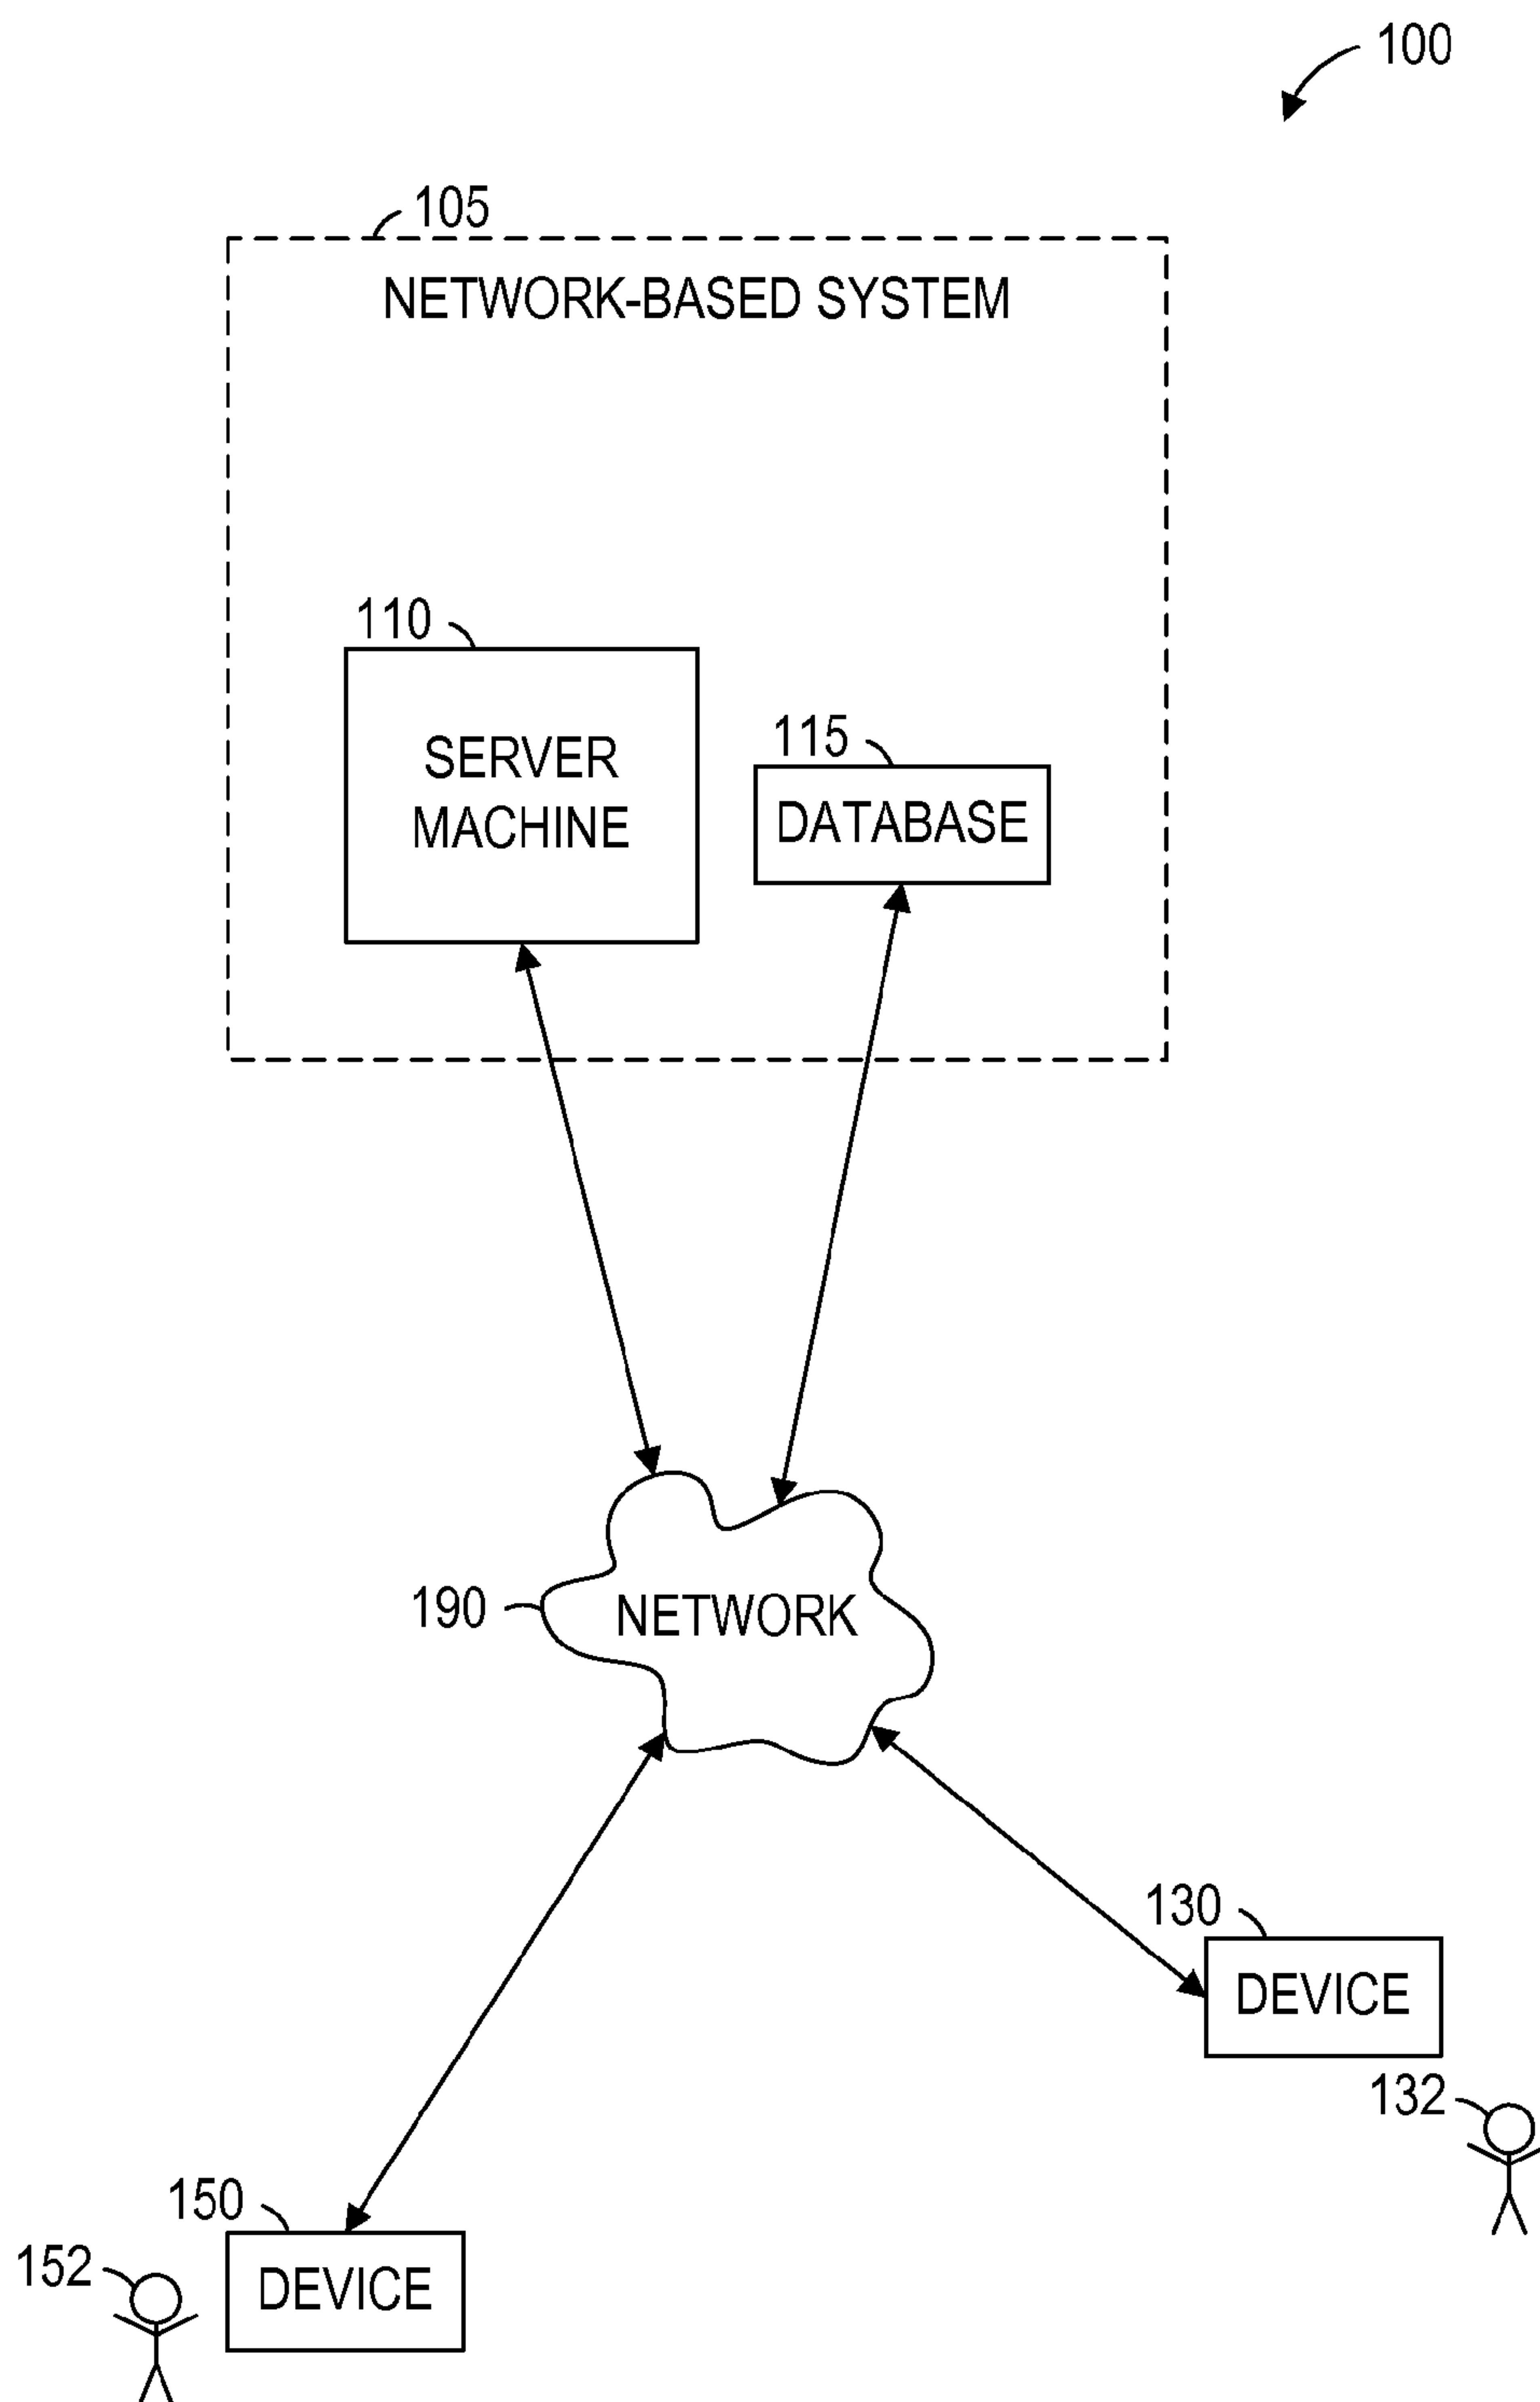 100
105
NETWORK-BASED SYSTEM
110
SERVER
MACHINE
115
DATABASE
190
NETWORK
130
DEVICE
132
150
DEVICE
152